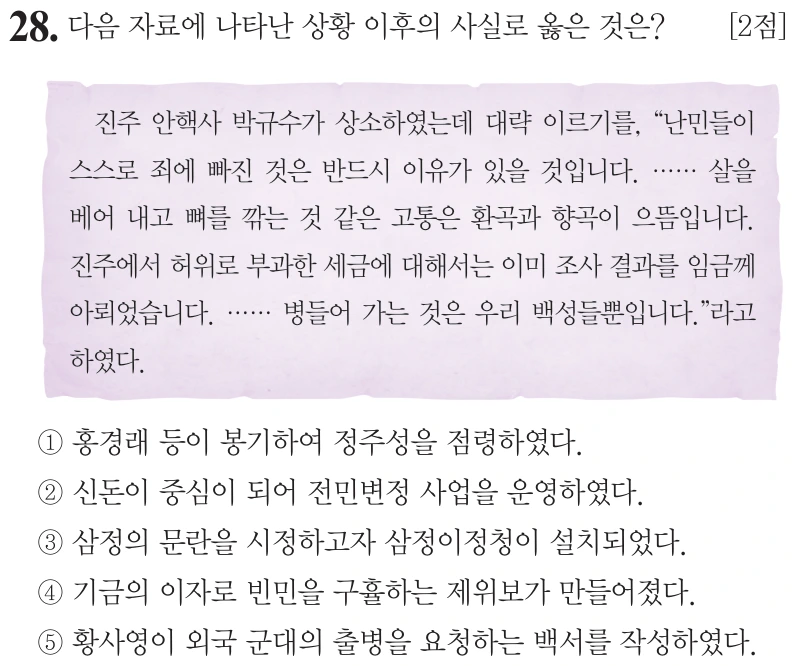 28. 다음 자료에 나타난 상황 이후의 사실로 옳은 것은? [2점]
진주 안핵사 박규수가 상소하였는데 대략 이르기를, “난민들이
스스로 죄에 빠진 것은 반드시 이유가 있을 것입니다. …… 살을
베어 내고 뼈를 깎는 것 같은 고통은 환곡과 향곡이 으뜸입니다.
진주에서 허위로 부과한 세금에 대해서는 이미 조사 결과를 임금께
아뢰었습니다. …… 병들어 가는 것은 우리 백성들뿐입니다.”라고
하였다.
① 홍경래 등이 봉기하여 정주성을 점령하였다.
② 신돈이 중심이 되어 전민변정 사업을 운영하였다.
③ 삼정의 문란을 시정하고자 삼정이정청이 설치되었다.
④ 기금의 이자로 빈민을 구휼하는 제위보가 만들어졌다.
⑤ 황사영이 외국 군대의 출병을 요청하는 백서를 작성하였다.